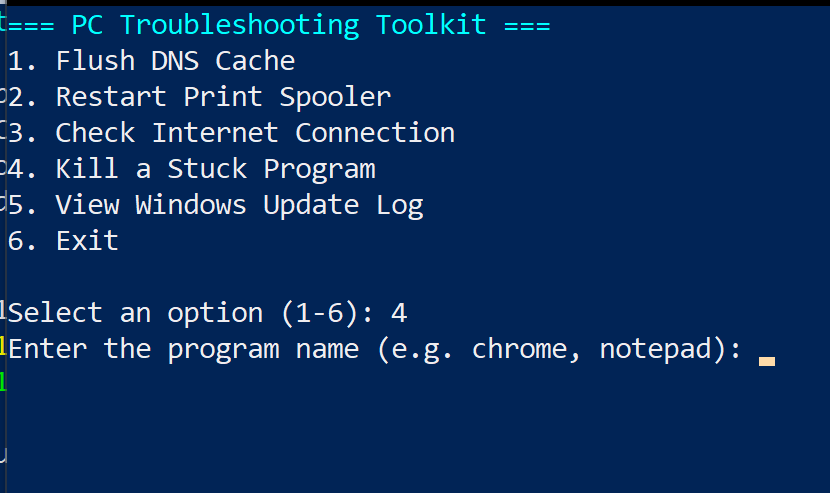 === PC Troubleshooting Toolkit ===
1. Flush DNS Cache
2. Restart Print Spooler
3. Check Internet Connection
4. Kill a Stuck Program
5. View Windows Update Log
6. Exit
Select an option (1-6): 4
Enter the program name (e.g. chrome, notepad):